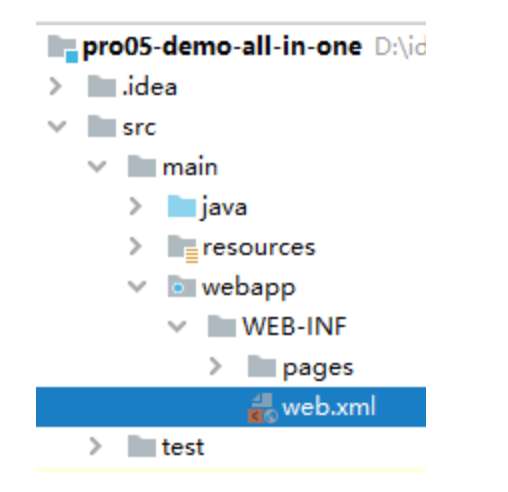 pro05-demo-all-in-one D:\id
.idea
src
main
java
resources
webapp
WEB-INF
pages
web.xml
test